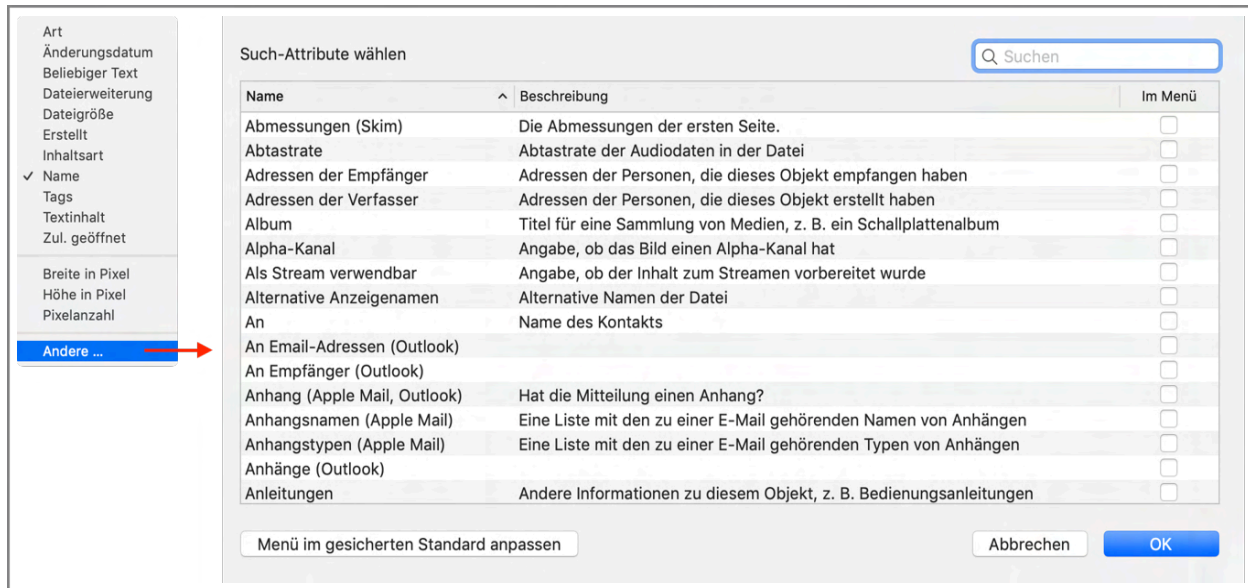 Art
Änderungsdatum
Beliebiger Text
Dateierweiterung
Dateigröße
Erstellt
Inhaltsart
✓ Name
Tags
Textinhalt
Zul. geöffnet
Breite in Pixel
Höhe in Pixel
Pixelanzahl
Andere ...
Such-Attribute wählen
Suchen
Name Beschreibung Im Menü
Abmessungen (Skim) Die Abmessungen der ersten Seite.
Abtastrate Abtastrate der Audiodaten in der Datei
Adressen der Empfänger Adressen der Personen, die dieses Objekt empfangen haben
Adressen der Verfasser Adressen der Personen, die dieses Objekt erstellt haben
Album Titel für eine Sammlung von Medien, z. B. ein Schallplattenalbum
Alpha-Kanal Angabe, ob das Bild einen Alpha-Kanal hat
Als Stream verwendbar Angabe, ob der Inhalt zum Streamen vorbereitet wurde
Alternative Anzeigenamen Alternative Namen der Datei
An Name des Kontakts
An Email-Adressen (Outlook)
An Empfänger (Outlook)
Anhang (Apple Mail, Outlook) Hat die Mitteilung einen Anhang?
Anhangsnamen (Apple Mail) Eine Liste mit den zu einer E-Mail gehörenden Namen von Anhängen
Anhangstypen (Apple Mail) Eine Liste mit den zu einer E-Mail gehörenden Typen von Anhängen
Anhänge (Outlook)
Anleitungen Andere Informationen zu diesem Objekt, z. B. Bedienungsanleitungen
Menü im gesicherten Standard anpassen Abbrechen OK